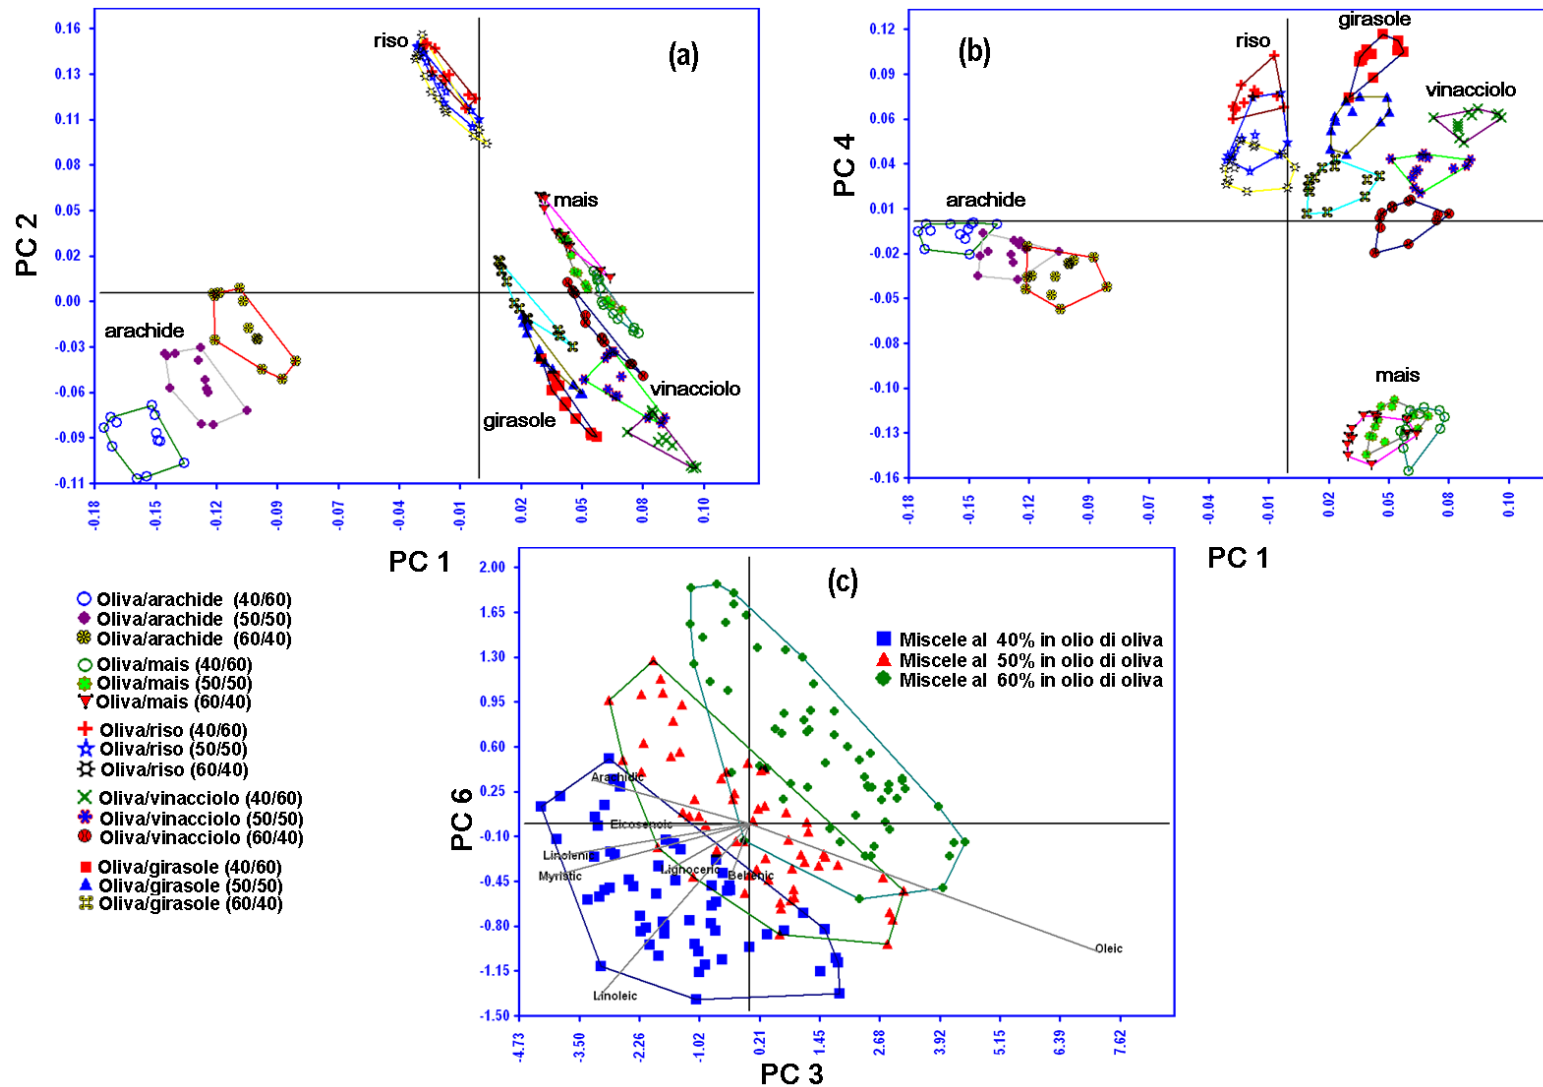 (a)
riso
mais
arachide
girasole
vinacciolo
PC 2
0.16
0.13
0.11
0.08
0.05
0.02
0.00
-0.03
-0.06
-0.09
-0.11
-0.18
-0.15
-0.12
-0.09
-0.07
-0.04
-0.01
0.02
0.05
0.08
0.10
PC 1
(b)
riso
girasole
vinacciolo
arachide
mais
PC 4
0.12
0.09
0.06
0.04
0.01
-0.02
-0.05
-0.07
-0.10
-0.13
-0.16
-0.18
-0.15
-0.12
-0.09
-0.07
-0.04
-0.01
0.02
0.05
0.08
0.10
PC 1
Oliva/arachide (40/60)
Oliva/arachide (50/50)
Oliva/arachide (60/40)
Oliva/mais (40/60)
Oliva/mais (50/50)
Oliva/mais (60/40)
Oliva/riso (40/60)
Oliva/riso (50/50)
Oliva/riso (60/40)
Oliva/vinacciolo (40/60)
Oliva/vinacciolo (50/50)
Oliva/vinacciolo (60/40)
Oliva/girasole (40/60)
Oliva/girasole (50/50)
Oliva/girasole (60/40)
(c)
Miscele al 40% in olio di oliva
Miscele al 50% in olio di oliva
Miscele al 60% in olio di oliva
PC 6
2.00
1.65
1.30
0.95
0.60
0.25
-0.10
-0.45
-0.80
-1.15
-1.50
Arachidic
Eicosenoic
Linolenic
Myristic
Lignoceric
Behenic
Oleic
Linoleic
-4.73
-3.50
-2.26
-1.02
0.21
1.45
2.68
3.92
5.15
6.39
7.62
PC 3